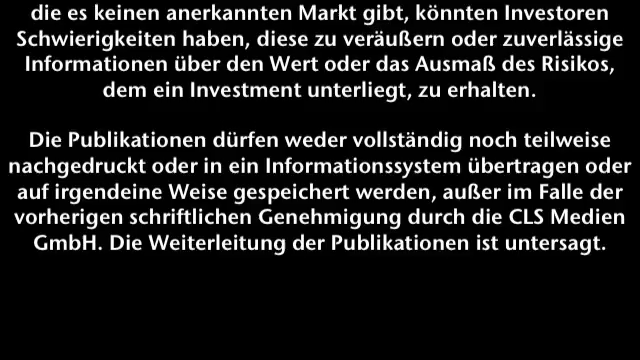 die es keinen anerkannten Markt gibt, könnten Investoren
Schwierigkeiten haben, diese zu veräußern oder zuverlässige
Informationen über den Wert oder das Ausmaß des Risikos,
dem ein Investment unterliegt, zu erhalten.
Die Publikationen dürfen weder vollständig noch teilweise
nachgedruckt oder in ein Informationssystem übertragen oder
auf irgendeine Weise gespeichert werden, außer im Falle der
vorherigen schriftlichen Genehmigung durch die CLS Medien
GmbH. Die Weiterleitung der Publikationen ist untersagt.